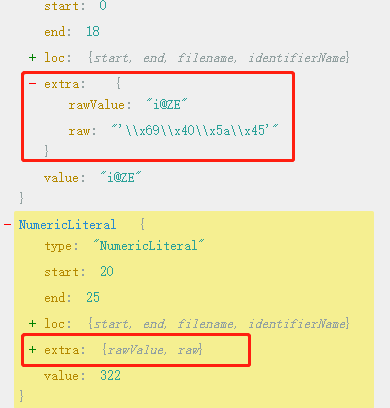 start: 0
end: 18
+ loc: {start, end, filename, identifierName}
- extra: {
rawValue: "i@ZE"
raw: "'\\x69\\x40\\x5a\\x45'"
}
value: "i@ZE"
}
- NumericLiteral {
type: "NumericLiteral"
start: 20
end: 25
+ loc: {start, end, filename, identifierName}
+ extra: {rawValue, raw}
value: 322
}